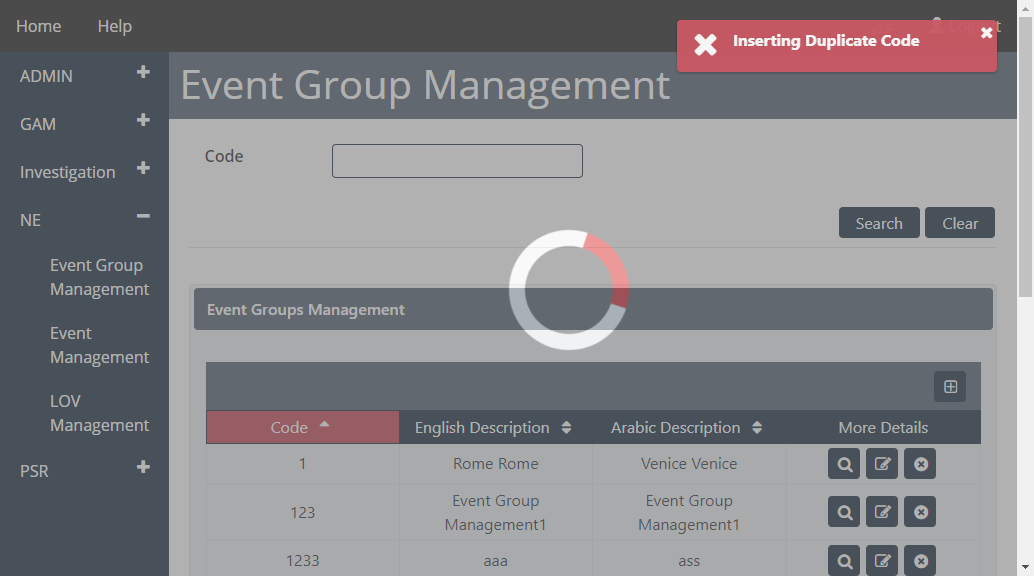 Home Help
Inserting Duplicate Code
ADMIN
GAM
Investigation
NE
Event Group
Management
Event
Management
LOV
Management
PSR
Event Group Management
Code
Search Clear
Event Groups Management
Code English Description Arabic Description More Details
1 Rome Rome Venice Venice
123 Event Group Management1 Event Group Management1
1233 aaa ass